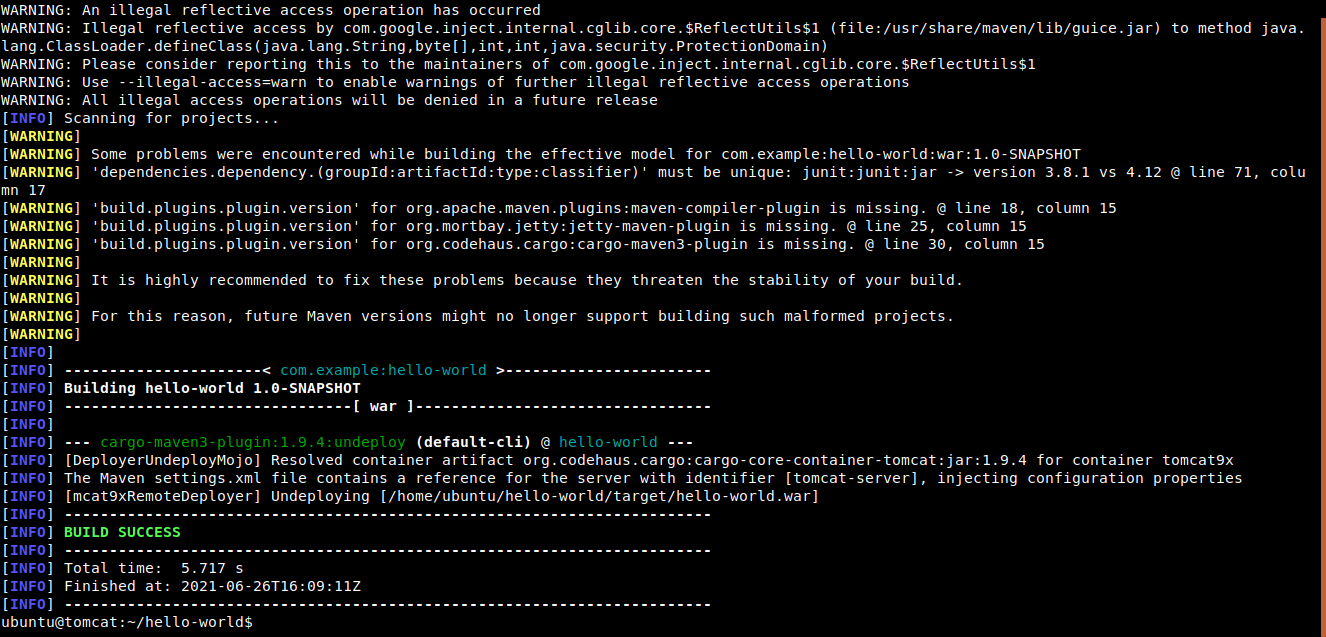 WARNING: An illegal reflective access operation has occurred
WARNING: Illegal reflective access by com.google.inject.internal.cglib.core.$ReflectUtils$1 (file:/usr/share/maven/lib/guice.jar) to method java.
lang.ClassLoader.defineClass(java.lang.String,byte[],int,int,java.security.ProtectionDomain)
WARNING: Please consider reporting this to the maintainers of com.google.inject.internal.cglib.core.$ReflectUtils$1
WARNING: Use --illegal-access=warn to enable warnings of further illegal reflective access operations
WARNING: All illegal access operations will be denied in a future release
[INFO] Scanning for projects...
[WARNING]
[WARNING] Some problems were encountered while building the effective model for com.example:hello-world:war:1.0-SNAPSHOT
[WARNING] 'dependencies.dependency.(groupId:artifactId:type:classifier)' must be unique: junit:junit:jar -> version 3.8.1 vs 4.12 @ line 71, colu
mn 17
[WARNING] 'build.plugins.plugin.version' for org.apache.maven.plugins:maven-compiler-plugin is missing. @ line 18, column 15
[WARNING] 'build.plugins.plugin.version' for org.mortbay.jetty:jetty-maven-plugin is missing. @ line 25, column 15
[WARNING] 'build.plugins.plugin.version' for org.codehaus.cargo:cargo-maven3-plugin is missing. @ line 30, column 15
[WARNING]
[WARNING] It is highly recommended to fix these problems because they threaten the stability of your build.
[WARNING]
[WARNING] For this reason, future Maven versions might no longer support building such malformed projects.
[WARNING]
[INFO]
[INFO] ----------------------< com.example:hello-world >-----------------------
[INFO] Building hello-world 1.0-SNAPSHOT
[INFO] --------------------------------[ war ]---------------------------------
[INFO]
[INFO] --- cargo-maven3-plugin:1.9.4:undeploy (default-cli) @ hello-world ---
[INFO] [DeployerUndeployMojo] Resolved container artifact org.codehaus.cargo:cargo-core-container-tomcat:jar:1.9.4 for container tomcat9x
[INFO] The Maven settings.xml file contains a reference for the server with identifier [tomcat-server], injecting configuration properties
[INFO] [mcat9xRemoteDeployer] Undeploying [/home/ubuntu/hello-world/target/hello-world.war]
[INFO] ------------------------------------------------------------------------
[INFO] BUILD SUCCESS
[INFO] ------------------------------------------------------------------------
[INFO] Total time:  5.717 s
[INFO] Finished at: 2021-06-26T16:09:11Z
[INFO] ------------------------------------------------------------------------
ubuntu@tomcat:~/hello-world$